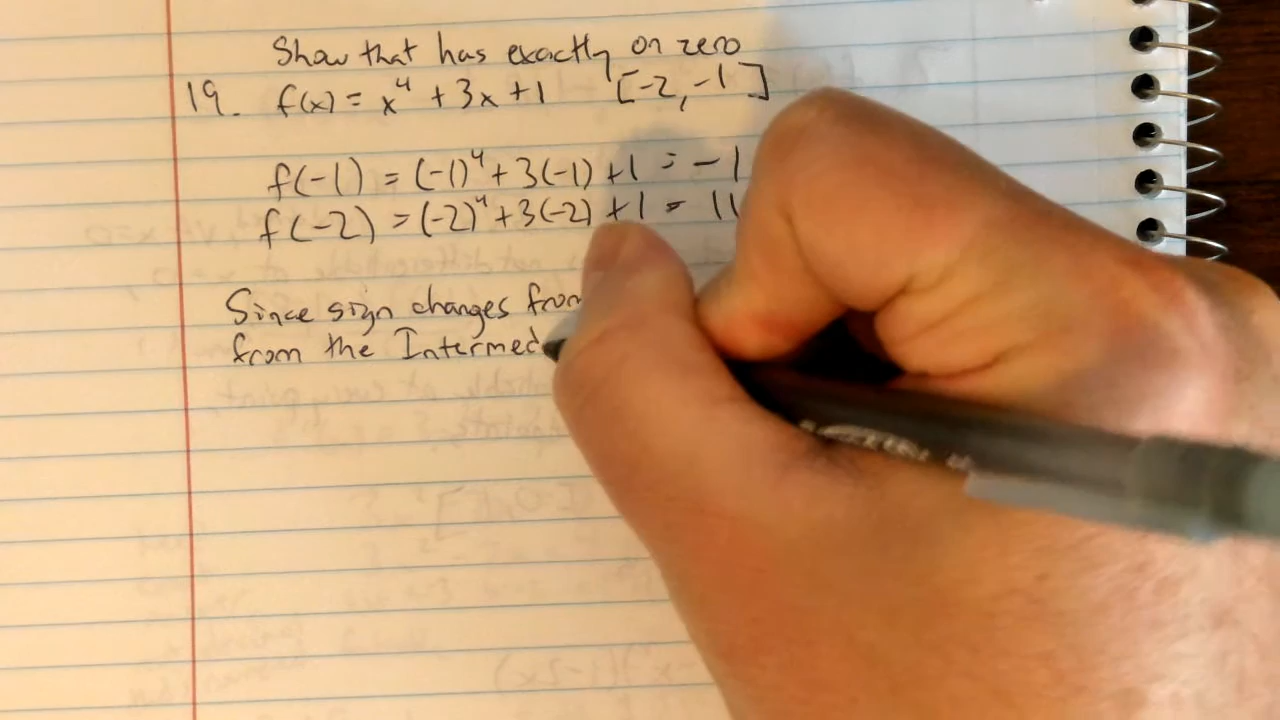 Show that has exactly on zero
19. f(x) = x⁴ + 3x + 1 [-2, -1]
f(-1) = (-1)⁴ + 3(-1) + 1 = -1
f(-2) = (-2)⁴ + 3(-2) + 1 = 11
Since sign changes from
from the Intermed